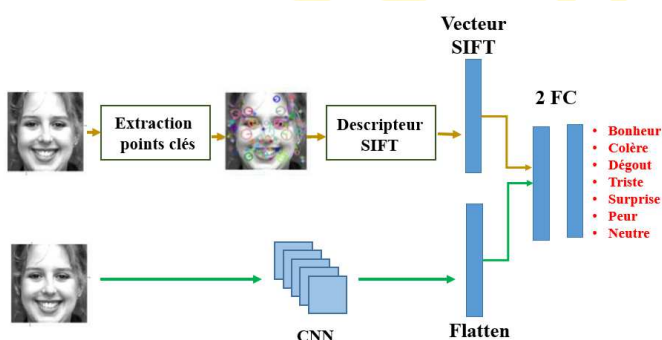 Vecteur
SIFT
Extraction
points clés
Descripteur
SIFT
2 FC
• Bonheur
• Colère
• Dégout
• Triste
• Surprise
• Peur
• Neutre
CNN
Flatten